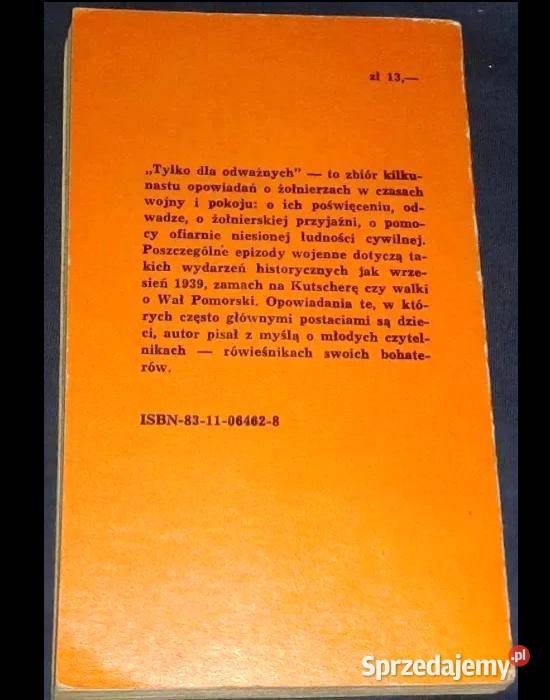 zł 13,—
„Tylko dla odważnych" — to zbiór kilku-
nastu opowiadań o żołnierzach w czasach
wojny i pokoju: o ich poświęceniu, od-
wadze, o żołnierskiej przyjaźni, o pomo-
cy ofiarnie niesionej ludności cywilnej.
Poszczególne epizody wojenne dotyczą ta-
kich wydarzeń historycznych jak wrze-
sień 1939, zamach na Kutscherę czy walki
o Wał Pomorski. Opowiadania te, w któ-
rych często głównymi postaciami są dzie-
ci, autor pisał z myślą o młodych czytel-
nikach — rówieśnikach swoich bohate-
rów.
ISBN-83-11-06462-8
Sprzedajemy.pl